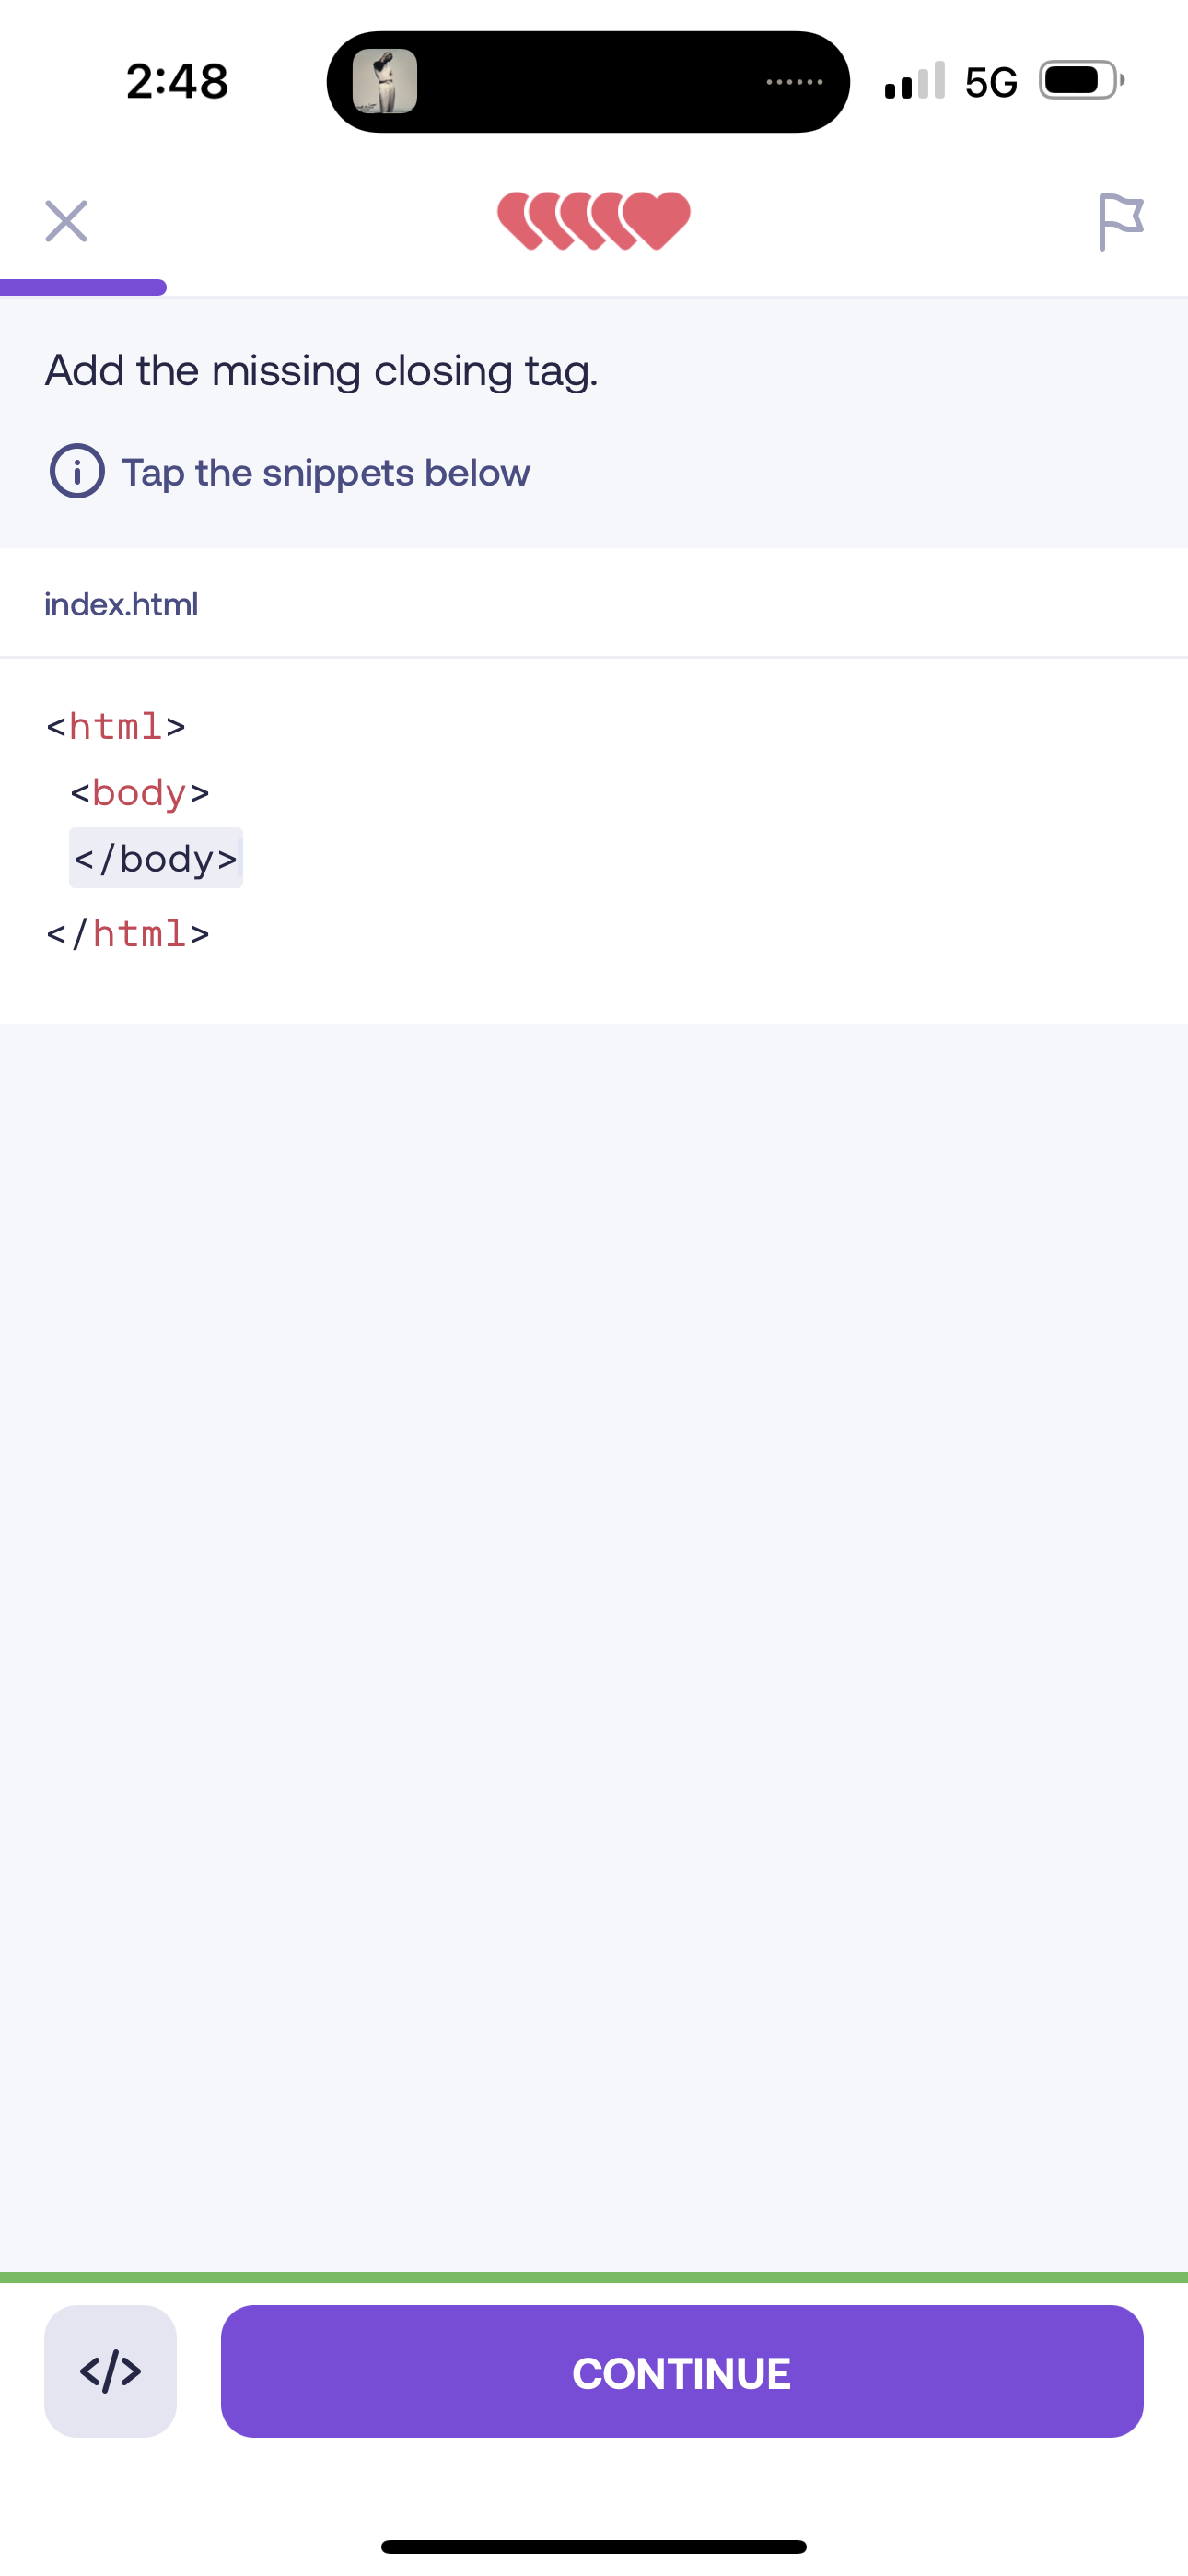 2:48
5G
Add the missing closing tag.
Tap the snippets below
index.html
<html>
<body>
</body>
</html>
</>
CONTINUE